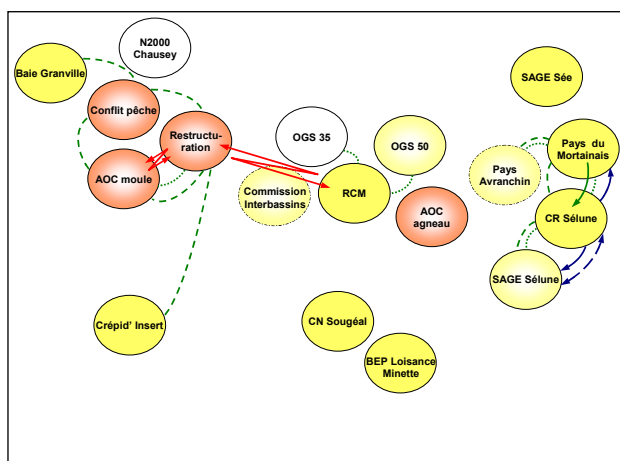 N2000
Chausey
Baie Granville
SAGE Sée
Conflit pêche
Restructu-
ration
OGS 35
OGS 50
Pays du
Mortainais
Pays
Avranchin
AOC moule
Commission
Interbassins
RCM
AOC
agneau
CR Sélune
SAGE Sélune
Crépid' Insert
CN Sougéal
BEP Loisance
Minette